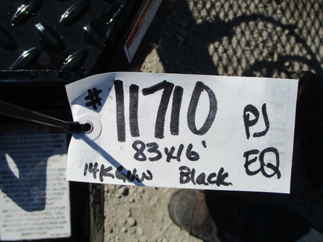 *11710 PJ
83x16' EQ
14K GVW Black